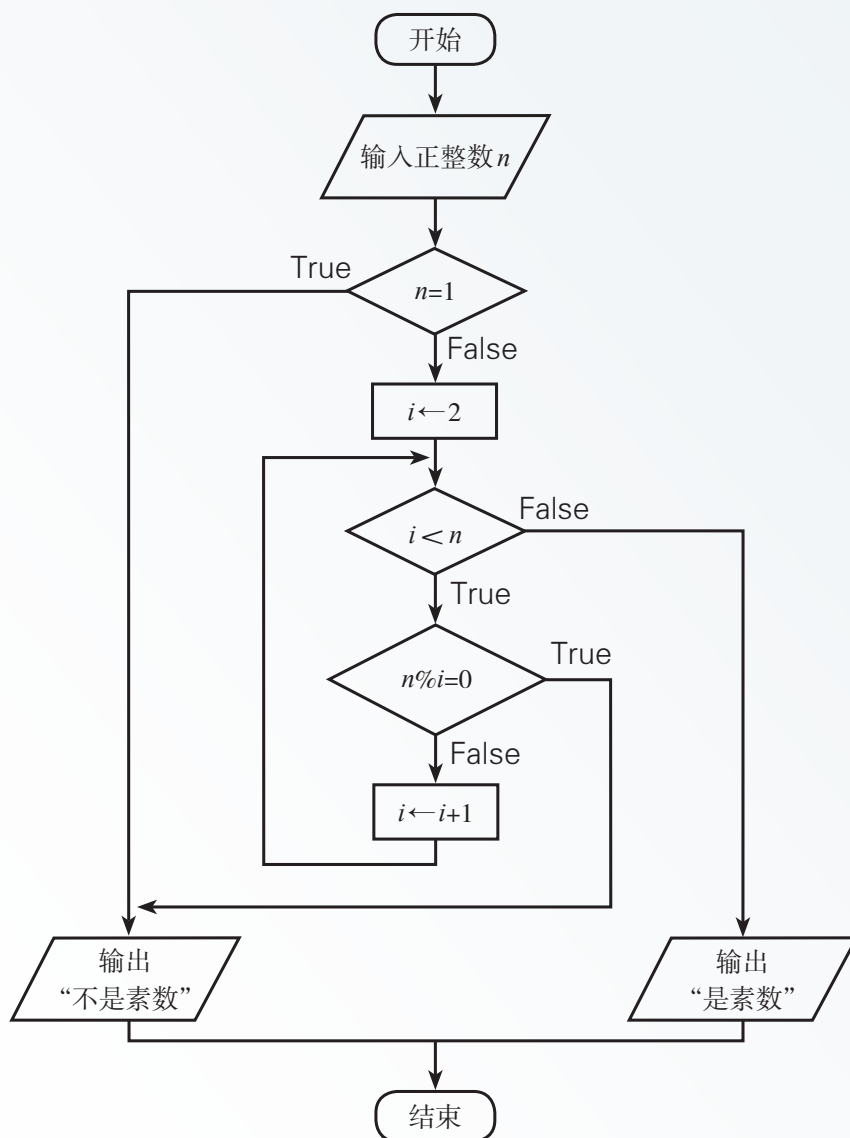 开始
输入正整数n
True
n=1
False
i←2
i<n
False
True
n%i=0
True
False
i←i+1
输出
“不是素数”
输出
“是素数”
结束